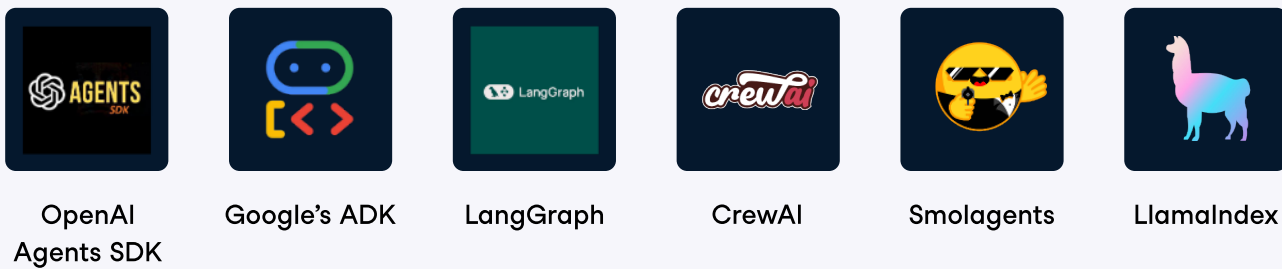 AGENTS
SDK
LangGraph
crewai
OpenAI
Agents SDK
Google's ADK
LangGraph
CrewAI
Smolagents
LlamaIndex